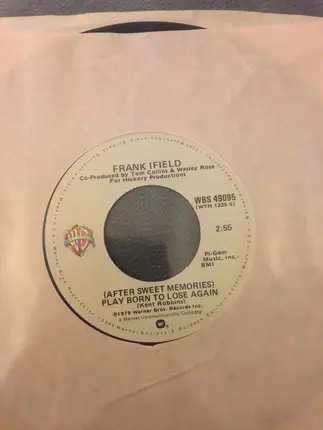 FRANK IFIELD
Co-Produced by Tom Collins & Wesley Rose
For Hickory Productions
WBS 49095
(WTN 1239 S)
2:55
Pi-Gem
Music, Inc.
BMI
(AFTER SWEET MEMORIES)
PLAY BORN TO LOSE AGAIN
(Kent Robbins)
©1979 Warner Bros. Records Inc.
a Warner Communications Company